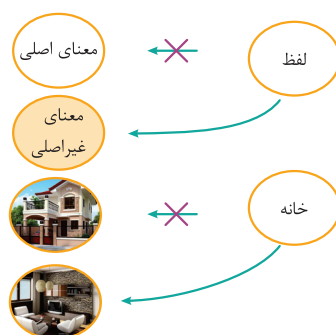 لفظ
معنای اصلی
معنای
غیراصلی
خانه